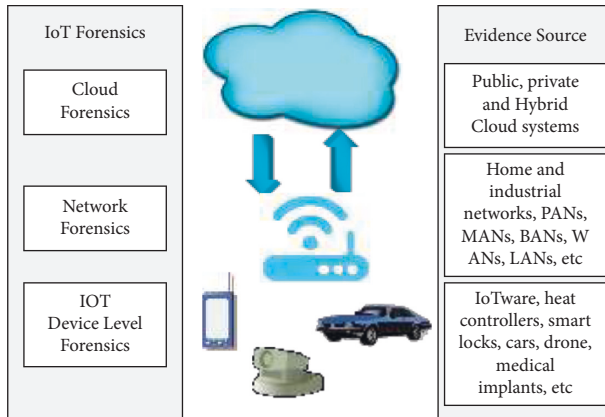 IoT Forensics
Cloud
Forensics
Network
Forensics
IOT
Device Level
Forensics
Evidence Source
Public, private
and Hybrid
Cloud systems
Home and
industrial
networks, PANs,
MANs, BANs, W
ANs, LANs, etc
IoTware, heat
controllers, smart
locks, cars, drone,
medical
implants, etc